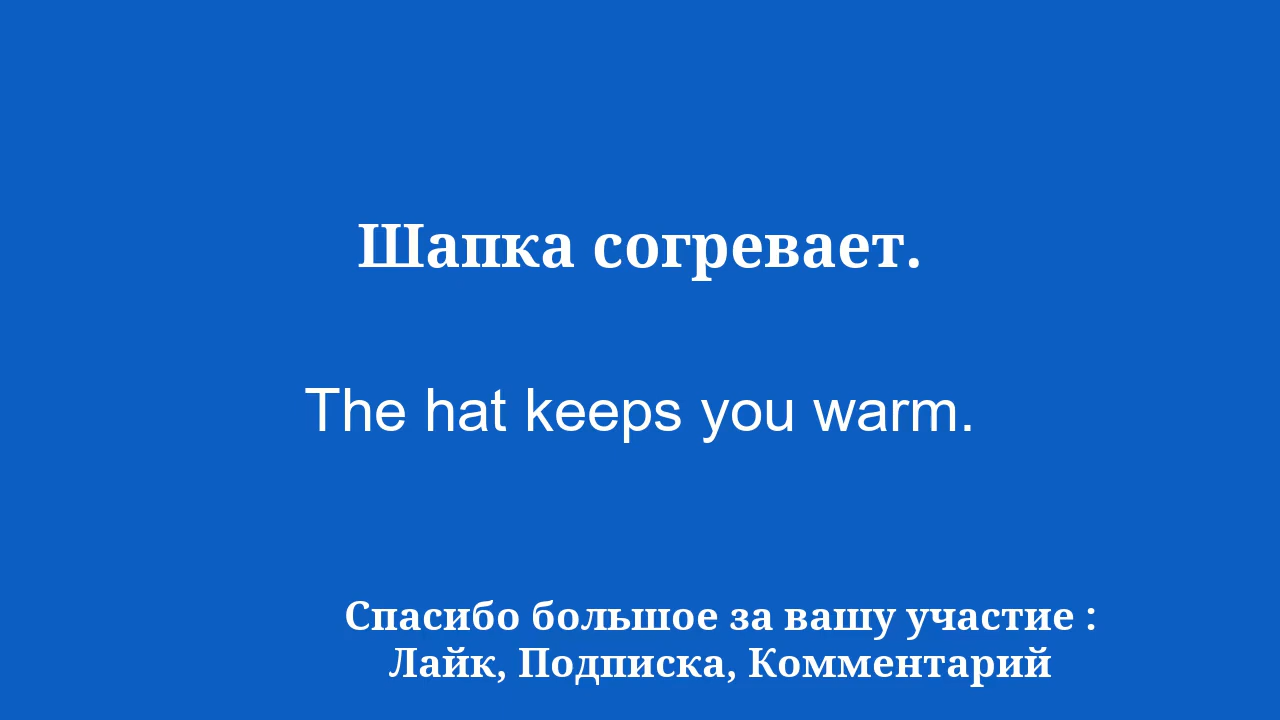 Шапка согревает.
The hat keeps you warm.
Спасибо большое за вашу участие :
Лайк, Подписка, Комментарий